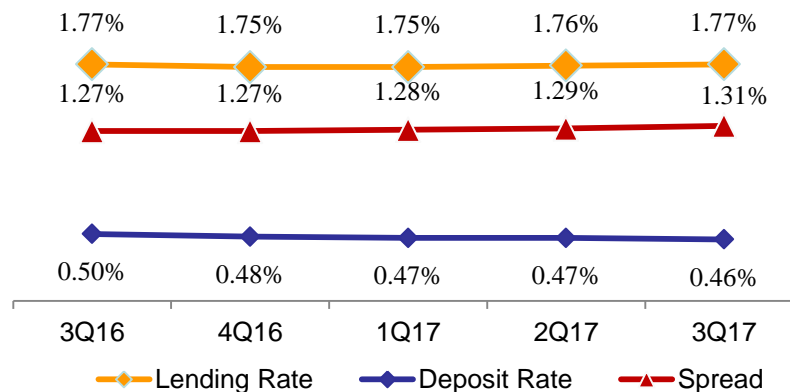 1.77% 1.75% 1.75% 1.76% 1.77%
1.27% 1.27% 1.28% 1.29% 1.31%
0.50% 0.48% 0.47% 0.47% 0.46%
3Q16 4Q16 1Q17 2Q17 3Q17
Lending Rate Deposit Rate Spread